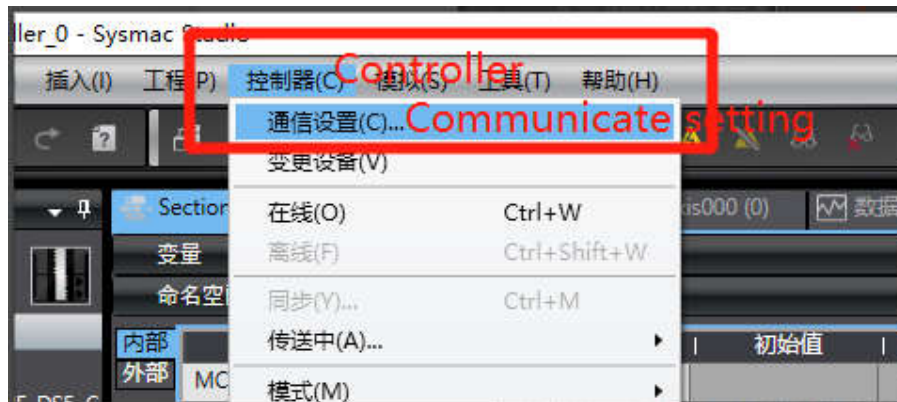 ller_0 - Sysmac Studio
插入(I) 工程(P) 控制器(C) 模拟(S) 工具(T) 帮助(H)
Controller
通信设置(C)...
Communicate setting
变更设备(V)
Section
is000 (0)
数据
在线(O) Ctrl+W
变量
离线(F) Ctrl+Shift+W
命名空
同步(Y)... Ctrl+M
内部
传送中(A)...
初始值
外部
MC
模式(M)